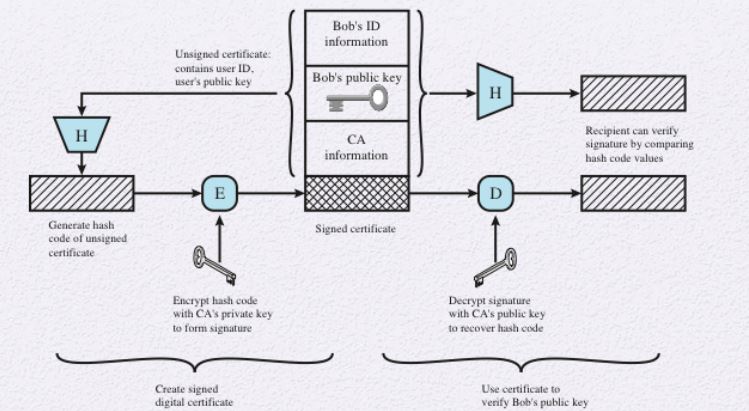 Bob's ID
information
Unsigned certificate:
contains user ID,
user's public key
Bob's public key
H
H
CA
information
Recipient can verify
signature by comparing
hash code values
E
D
Generate hash
code of unsigned
certificate
Signed certificate
Encrypt hash code
with CA's private key
to form signature
Decrypt signature
with CA's public key
to recover hash code
Create signed
digital certificate
Use certificate to
verify Bob's public key